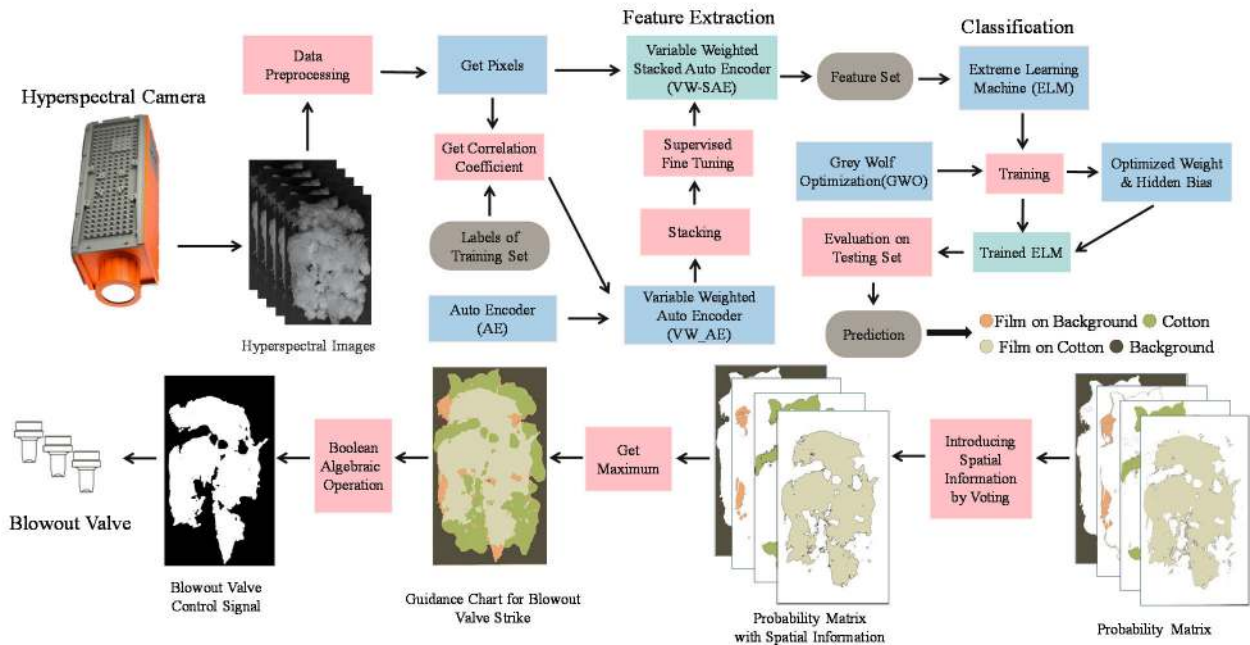 Feature Extraction
Classification
Hyperspectral Camera
Data
Preprocessing
Get Pixels
Variable Weighted
Stacked Auto Encoder
(VW-SAE)
Feature Set
Extreme Learning
Machine (ELM)
Get Correlation
Coefficient
Supervised
Fine Tuning
Grey Wolf
Optimization(GWO)
Training
Optimized Weight
& Hidden Bias
Labels of
Training Set
Stacking
Evaluation on
Testing Set
Trained ELM
Auto Encoder
(AE)
Variable Weighted
Auto Encoder
(VW_AE)
Hyperspectral Images
Prediction
Film on Background
Cotton
Film on Cotton
Background
Blowout Valve
Boolean
Algebraic
Operation
Get
Maximum
Introducing
Spatial
Information
by Voting
Blowout Valve
Control Signal
Guidance Chart for Blowout
Valve Strike
Probability Matrix
with Spatial Information
Probability Matrix